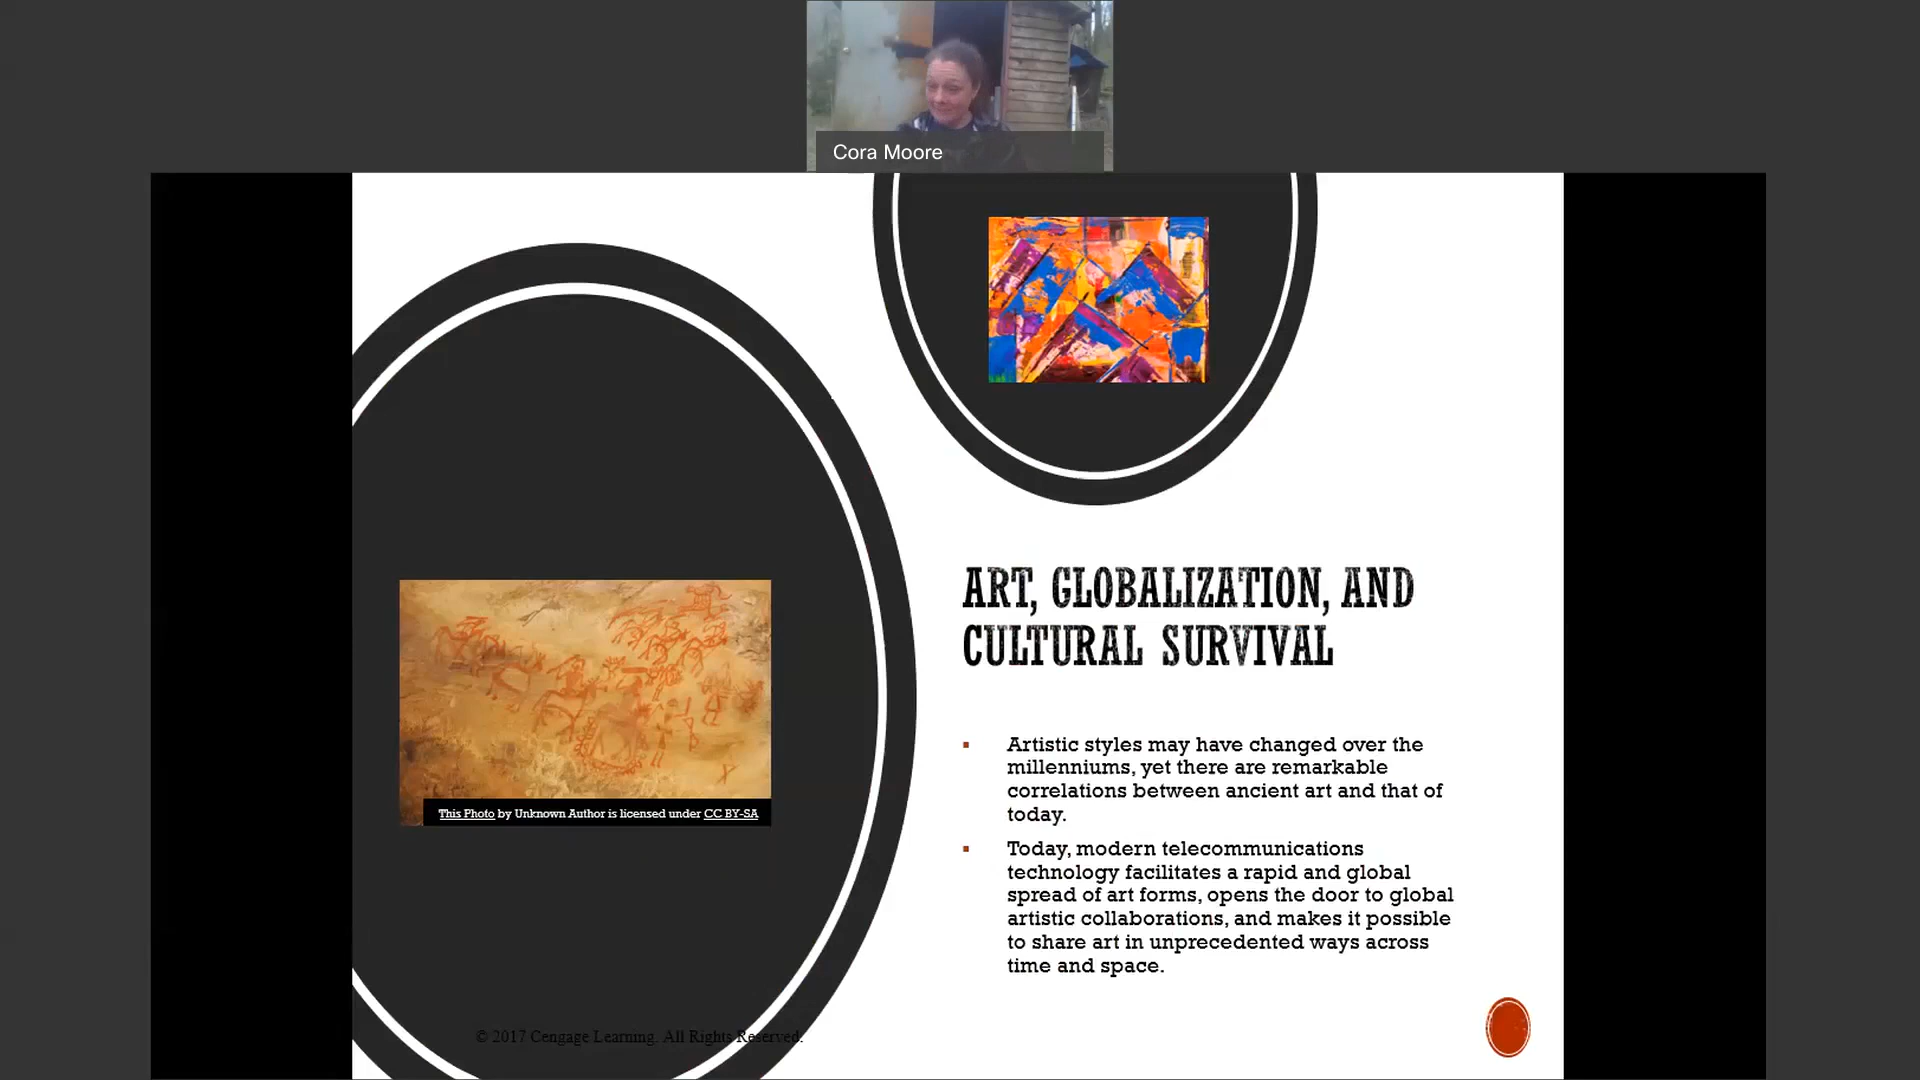 Cora Moore
ART, GLOBALIZATION, AND
CULTURAL SURVIVAL
Artistic styles may have changed over the
millenniums, yet there are remarkable
correlations between ancient art and that of
today.
Today, modern telecommunications
technology facilitates a rapid and global
spread of art forms, opens the door to global
artistic collaborations, and makes it possible
to share art in unprecedented ways across
time and space.
This Photo by Unknown Author is licensed under CC BY-SA
© 2017 Cengage Learning. All Rights Reserved.